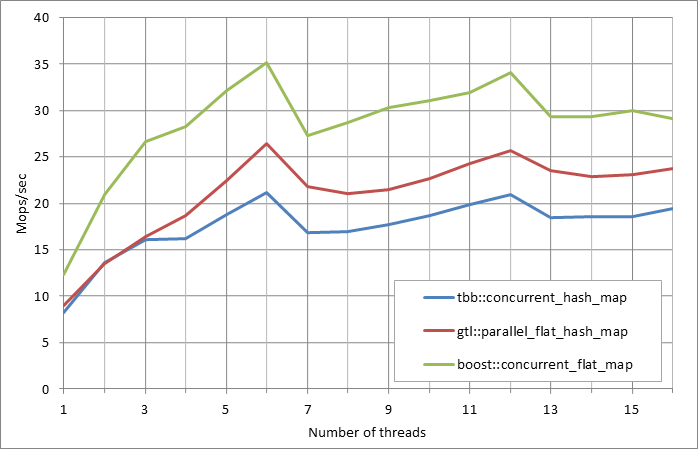 40
35
30
25
20
15
10
5
0
Mops/sec
tbb::concurrent_hash_map
gtl::parallel_flat_hash_map
boost::concurrent_flat_map
1 3 5 7 9 11 13 15
Number of threads